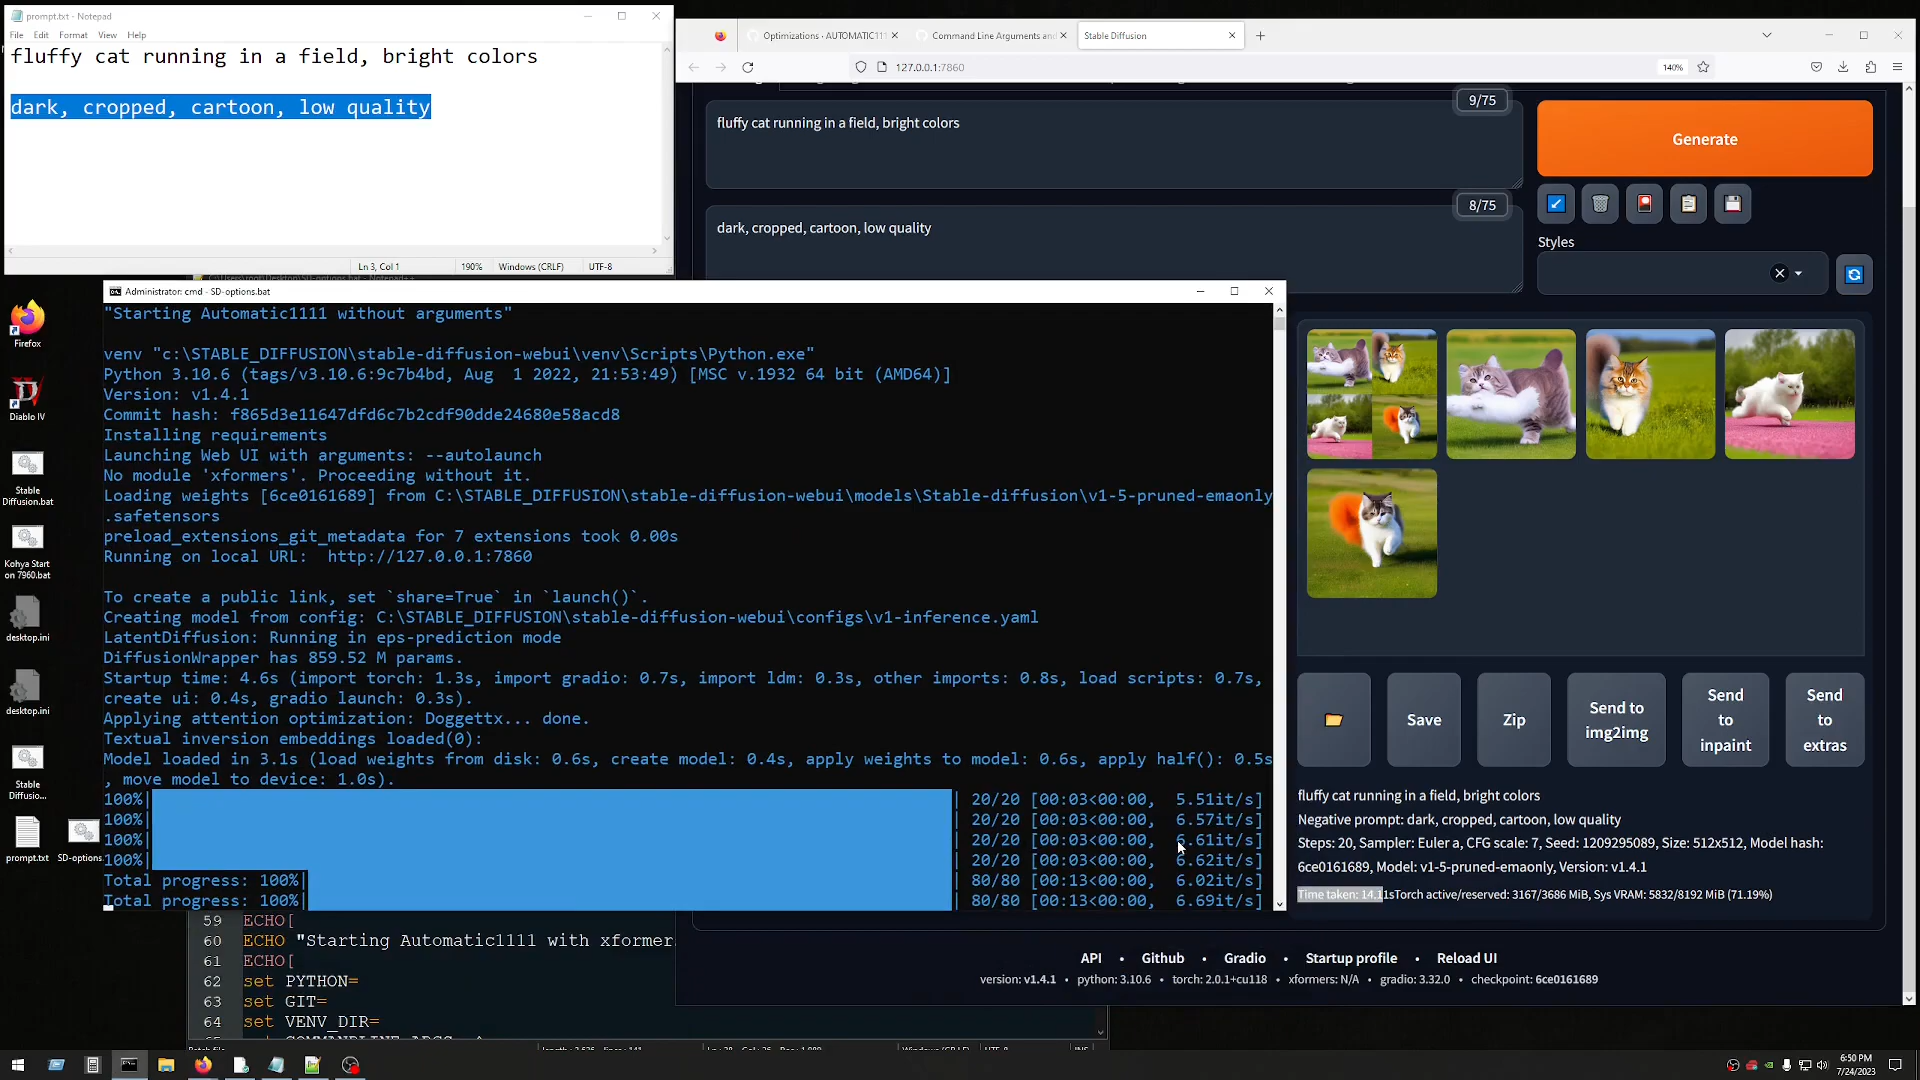 prompt.txt - Notepad
File Edit Format View Help
fluffy cat running in a field, bright colors
dark, cropped, cartoon, low quality
Ln 3, Col 1 190% Windows (CRLF) UTF-8
Optimizations · AUTOMATIC111
Command Line Arguments and
Stable Diffusion
127.0.0.1:7860
140%
9/75
fluffy cat running in a field, bright colors
Generate
8/75
dark, cropped, cartoon, low quality
Styles
Administrator: cmd - SD-options.bat
"Starting Automatic1111 without arguments"
venv "c:\STABLE_DIFFUSION\stable-diffusion-webui\venv\Scripts\Python.exe"
Python 3.10.6 (tags/v3.10.6:9c7b4bd, Aug  1 2022, 21:53:49) [MSC v.1932 64 bit (AMD64)]
Version: v1.4.1
Commit hash: f865d3e11647dfd6c7b2cdf90dde24680e58acd8
Installing requirements
Launching Web UI with arguments: --autolaunch
No module 'xformers'. Proceeding without it.
Loading weights [6ce0161689] from C:\STABLE_DIFFUSION\stable-diffusion-webui\models\Stable-diffusion\v1-5-pruned-emaonly
.safetensors
preload_extensions_git_metadata for 7 extensions took 0.00s
Running on local URL:  http://127.0.0.1:7860
To create a public link, set `share=True` in `launch()`.
Creating model from config: C:\STABLE_DIFFUSION\stable-diffusion-webui\configs\v1-inference.yaml
LatentDiffusion: Running in eps-prediction mode
DiffusionWrapper has 859.52 M params.
Startup time: 4.6s (import torch: 1.3s, import gradio: 0.7s, import ldm: 0.3s, other imports: 0.8s, load scripts: 0.7s,
create ui: 0.4s, gradio launch: 0.3s).
Applying attention optimization: Doggettx... done.
Textual inversion embeddings loaded(0):
Model loaded in 3.1s (load weights from disk: 0.6s, create model: 0.4s, apply weights to model: 0.6s, apply half(): 0.5s
, move model to device: 1.0s).
100%| | 20/20 [00:03<00:00,  5.51it/s]
100%| | 20/20 [00:03<00:00,  6.57it/s]
100%| | 20/20 [00:03<00:00,  6.61it/s]
100%| | 20/20 [00:03<00:00,  6.62it/s]
Total progress: 100%| | 80/80 [00:13<00:00,  6.02it/s]
Total progress: 100%| | 80/80 [00:13<00:00,  6.69it/s]
Firefox
Diablo IV
Stable
Diffusion.bat
Kohya Start
on 7960.bat
desktop.ini
desktop.ini
Stable
Diffusio...
prompt.txt
SD-options
Save
Zip
Send to
img2img
Send
to
inpaint
Send
to
extras
fluffy cat running in a field, bright colors
Negative prompt: dark, cropped, cartoon, low quality
Steps: 20, Sampler: Euler a, CFG scale: 7, Seed: 1209295089, Size: 512x512, Model hash:
6ce0161689, Model: v1-5-pruned-emaonly, Version: v1.4.1
Time taken: 14.11sTorch active/reserved: 3167/3686 MiB, Sys VRAM: 5832/8192 MiB (71.19%)
59 ECHO[
60 ECHO "Starting Automatic1111 with xformer
61 ECHO[
62 set PYTHON=
63 set GIT=
64 set VENV_DIR=
API • Github • Gradio • Startup profile • Reload UI
version: v1.4.1 • python: 3.10.6 • torch: 2.0.1+cu118 • xformers: N/A • gradio: 3.32.0 • checkpoint: 6ce0161689
6:50 PM
7/24/2023